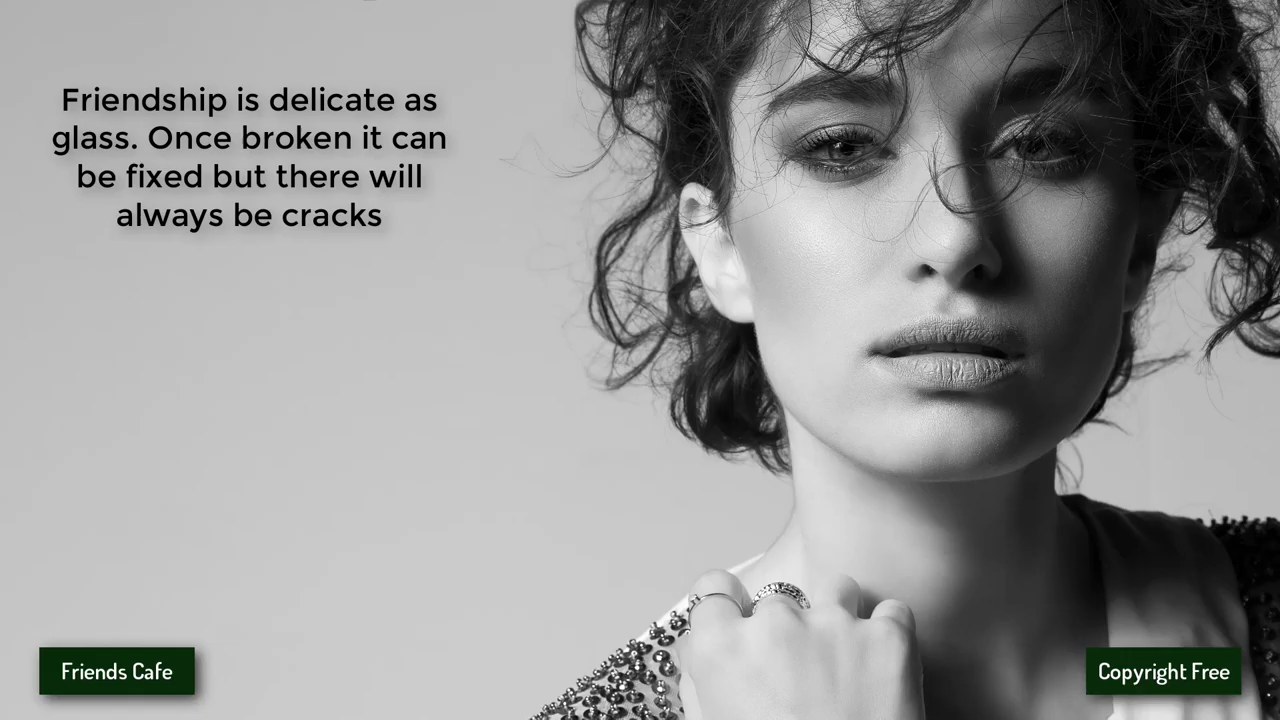 Friendship is delicate as
glass. Once broken it can
be fixed but there will
always be cracks
Friends Cafe
Copyright Free